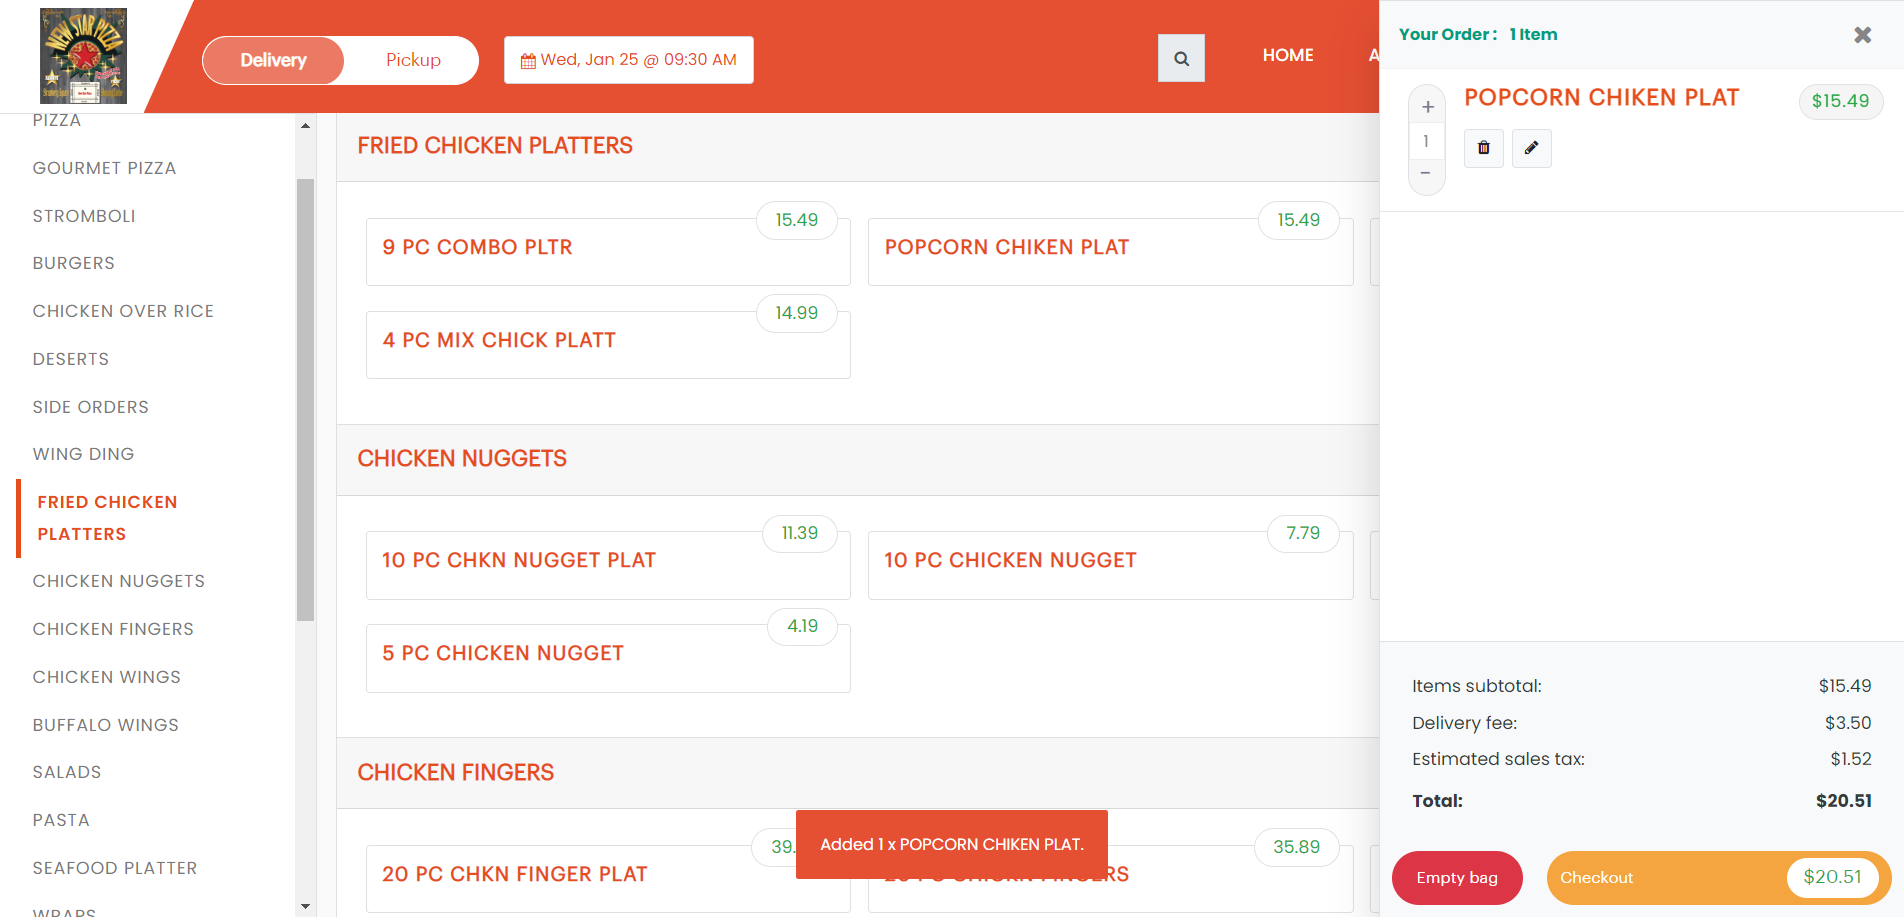 NEW STAR PIZZA
Delivery
Pickup
Wed, Jan 25 @ 09:30 AM
HOME
A
PIZZA
GOURMET PIZZA
STROMBOLI
BURGERS
CHICKEN OVER RICE
DESERTS
SIDE ORDERS
WING DING
FRIED CHICKEN
PLATTERS
CHICKEN NUGGETS
CHICKEN FINGERS
CHICKEN WINGS
BUFFALO WINGS
SALADS
PASTA
SEAFOOD PLATTER
WRAPS
FRIED CHICKEN PLATTERS
15.49
9 PC COMBO PLTR
15.49
POPCORN CHIKEN PLAT
14.99
4 PC MIX CHICK PLATT
CHICKEN NUGGETS
11.39
10 PC CHKN NUGGET PLAT
7.79
10 PC CHICKEN NUGGET
4.19
5 PC CHICKEN NUGGET
CHICKEN FINGERS
39.
20 PC CHKN FINGER PLAT
35.89
20 PC CHICKN FINGERS
Added 1 x POPCORN CHIKEN PLAT.
Your Order : 1 Item
+
1
−
POPCORN CHIKEN PLAT
$15.49
Items subtotal: $15.49
Delivery fee: $3.50
Estimated sales tax: $1.52
Total: $20.51
Empty bag
Checkout $20.51